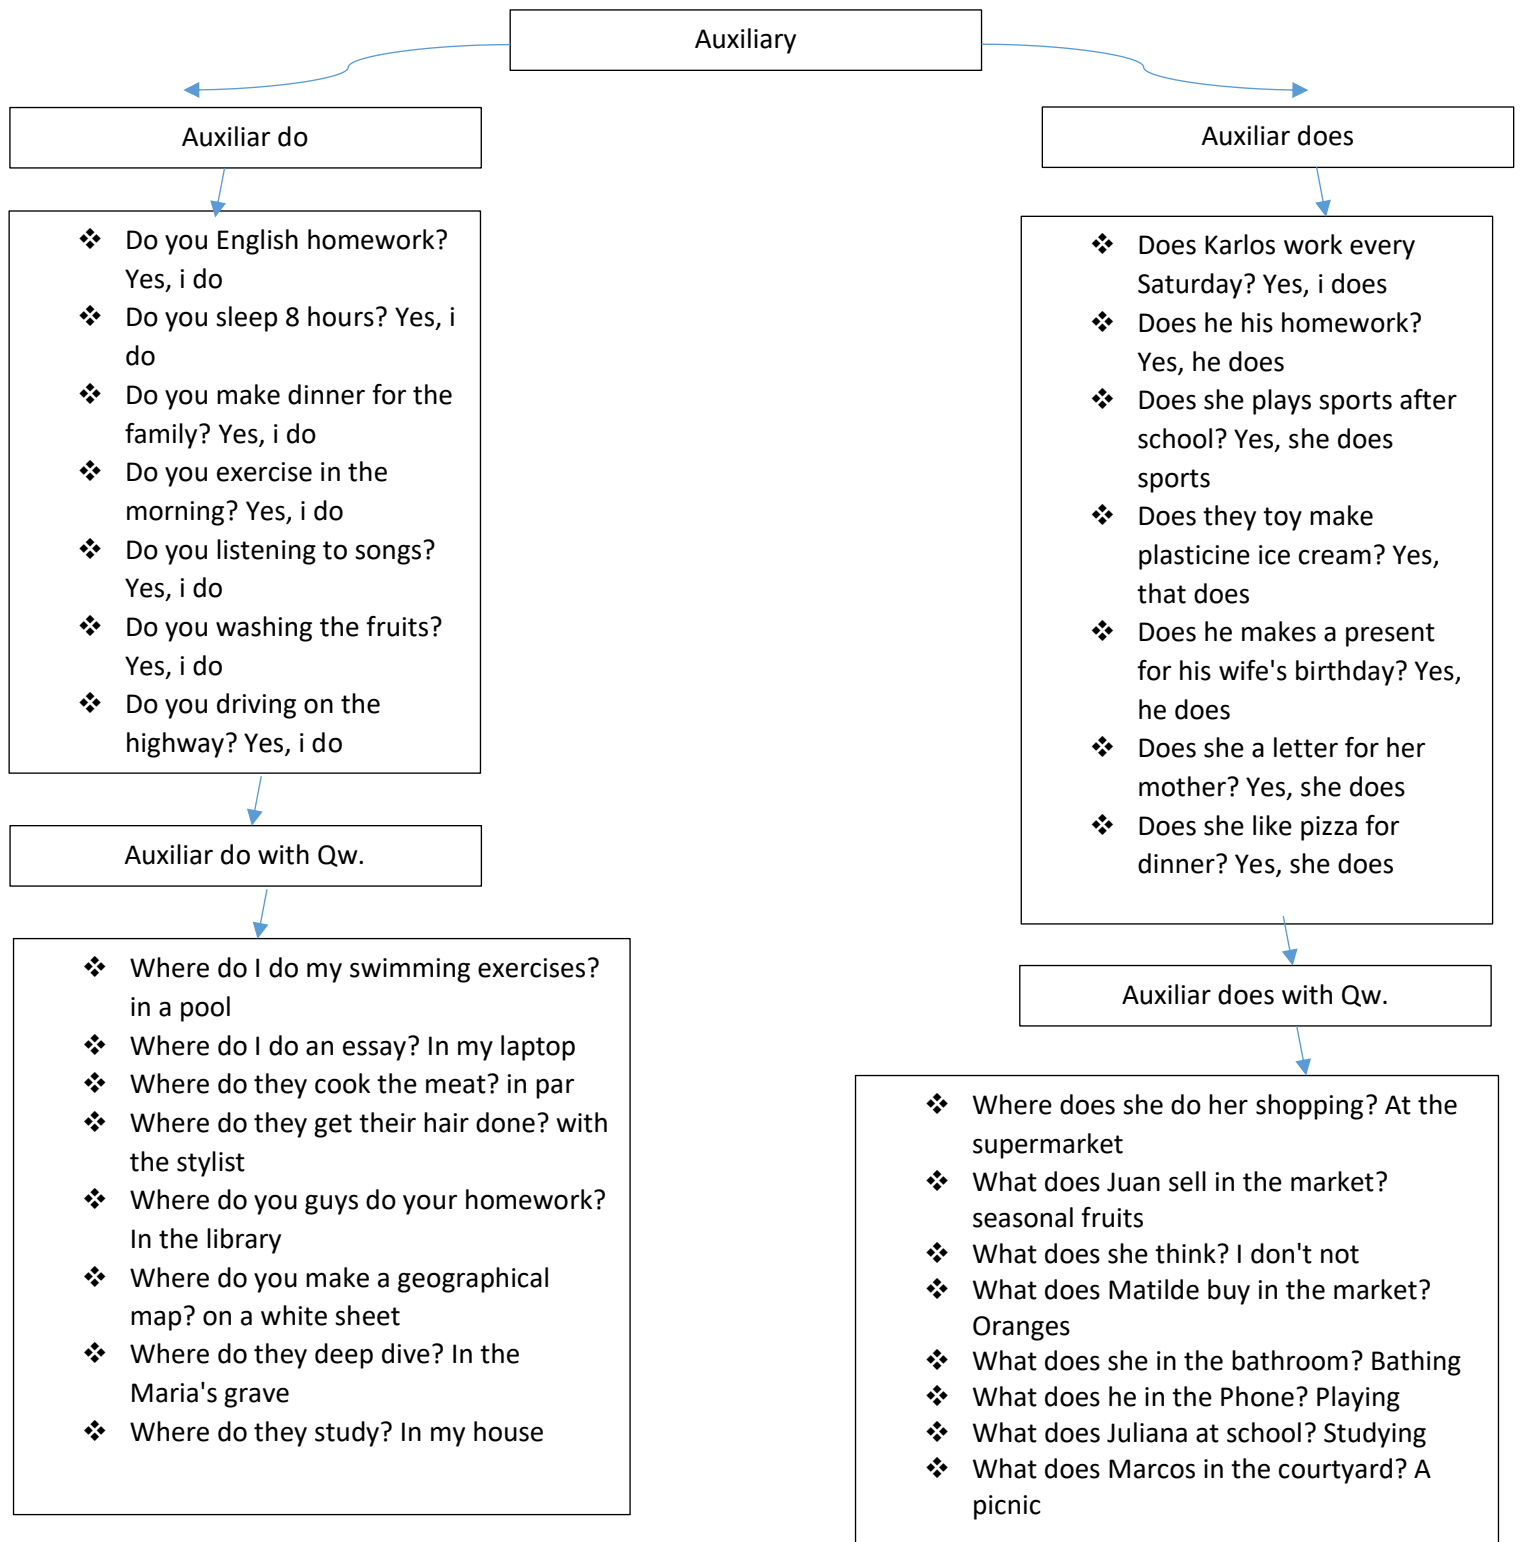 Auxiliary
Auxiliar do
❖ Do you English homework?
Yes, i do
❖ Do you sleep 8 hours? Yes, i
do
❖ Do you make dinner for the
family? Yes, i do
❖ Do you exercise in the
morning? Yes, i do
❖ Do you listening to songs?
Yes, i do
❖ Do you washing the fruits?
Yes, i do
❖ Do you driving on the
highway? Yes, i do
Auxiliar do with Qw.
❖ Where do I do my swimming exercises?
in a pool
❖ Where do I do an essay? In my laptop
❖ Where do they cook the meat? in par
❖ Where do they get their hair done? with
the stylist
❖ Where do you guys do your homework?
In the library
❖ Where do you make a geographical
map? on a white sheet
❖ Where do they deep dive? In the
Maria's grave
❖ Where do they study? In my house
Auxiliar does
❖ Does Karlos work every
Saturday? Yes, i does
❖ Does he his homework?
Yes, he does
❖ Does she plays sports after
school? Yes, she does
sports
❖ Does they toy make
plasticine ice cream? Yes,
that does
❖ Does he makes a present
for his wife's birthday? Yes,
he does
❖ Does she a letter for her
mother? Yes, she does
❖ Does she like pizza for
dinner? Yes, she does
Auxiliar does with Qw.
❖ Where does she do her shopping? At the
supermarket
❖ What does Juan sell in the market?
seasonal fruits
❖ What does she think? I don't not
❖ What does Matilde buy in the market?
Oranges
❖ What does she in the bathroom? Bathing
❖ What does he in the Phone? Playing
❖ What does Juliana at school? Studying
❖ What does Marcos in the courtyard? A
picnic